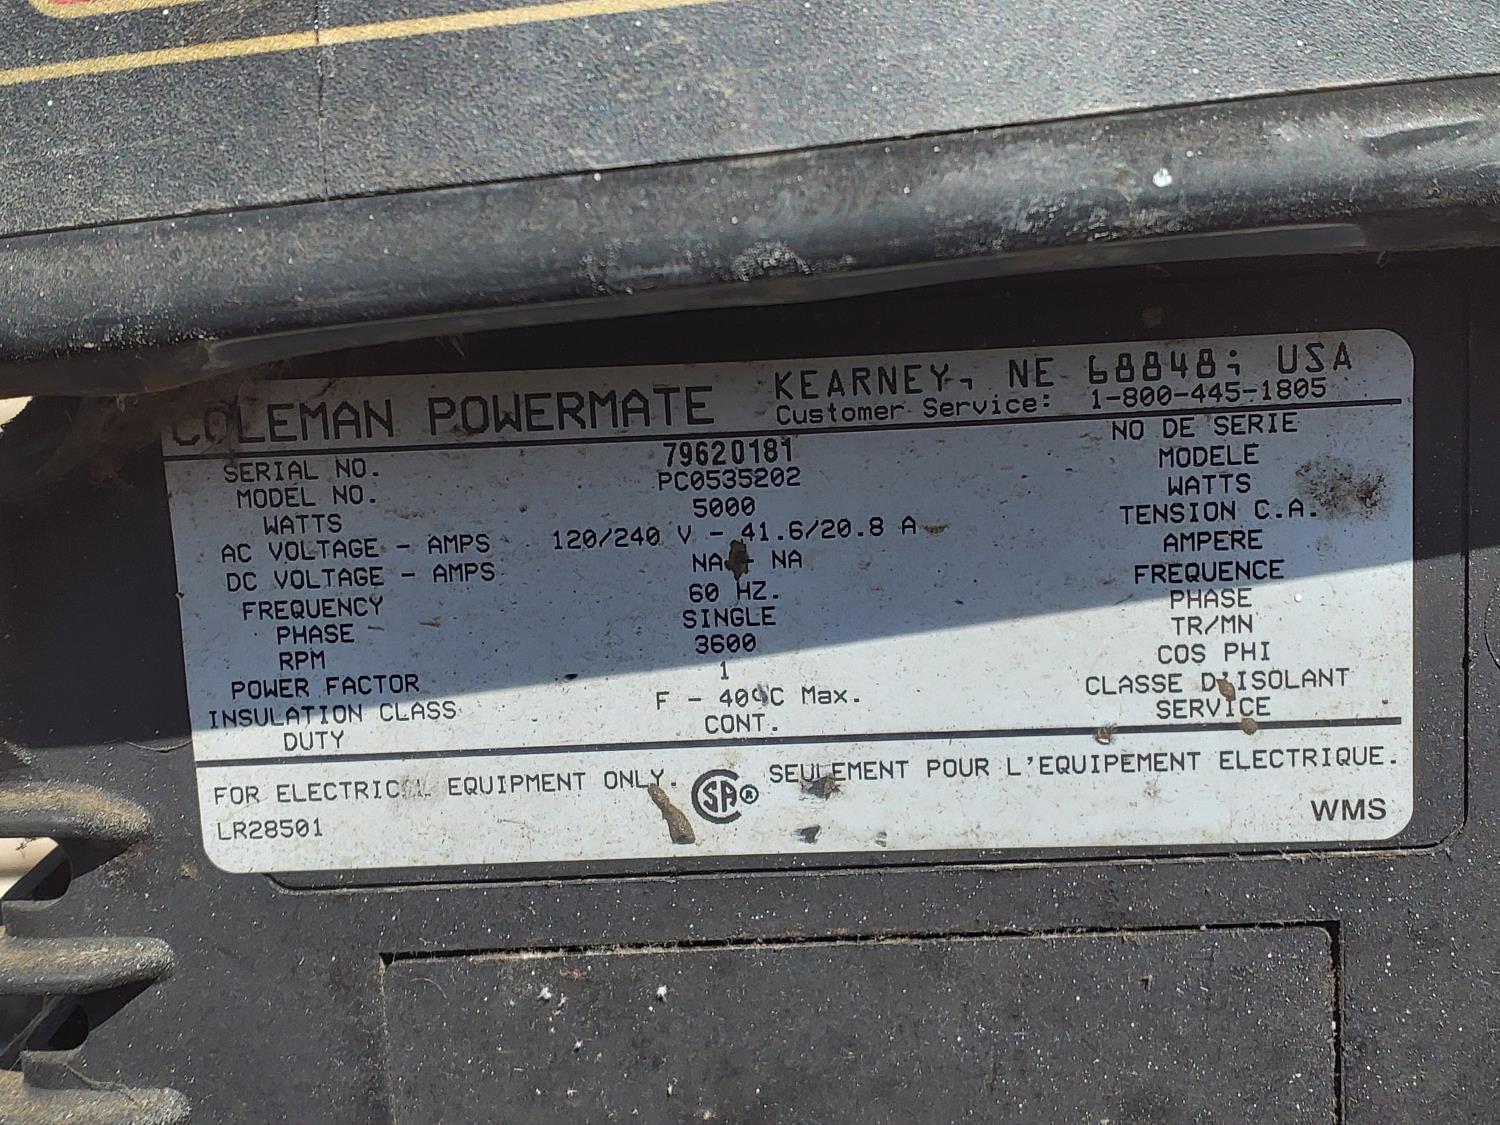 COLEMAN POWERMATE KEARNEY, NE 68848; USA
Customer Service: 1-800-445-1805
SERIAL NO. 79620181 NO DE SERIE
MODEL NO. PC0535202 MODELE
WATTS 5000 WATTS
AC VOLTAGE - AMPS 120/240 V - 41.6/20.8 A TENSION C.A.
DC VOLTAGE - AMPS NA - NA AMPERE
FREQUENCY 60 HZ. FREQUENCE
PHASE SINGLE PHASE
RPM 3600 TR/MN
POWER FACTOR 1 COS PHI
INSULATION CLASS F - 40°C Max. CLASSE D'ISOLANT
DUTY CONT. SERVICE
FOR ELECTRICAL EQUIPMENT ONLY. SA® SEULEMENT POUR L'EQUIPEMENT ELECTRIQUE.
LR28501 WMS